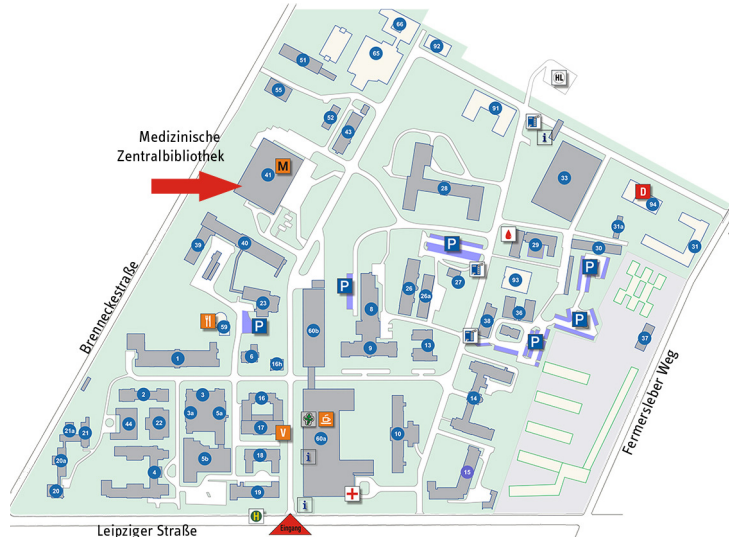 66
92
51
65
HL
55
91
52
43
i
Medizinische
Zentralbibliothek
M
41
33
28
D
94
31a
39
40
P
29
30
31
P
27
93
P
23
P
26
26a
8
36
P
59
P
60b
38
P
37
1
6
16h
9
13
Brenneckestraße
Fermersleber Weg
2
3
16
14
3a
5a
44
22
17
V
60a
10
21a
21
20a
5b
18
i
4
15
20
19
i
H
Leipziger Straße
Eingang